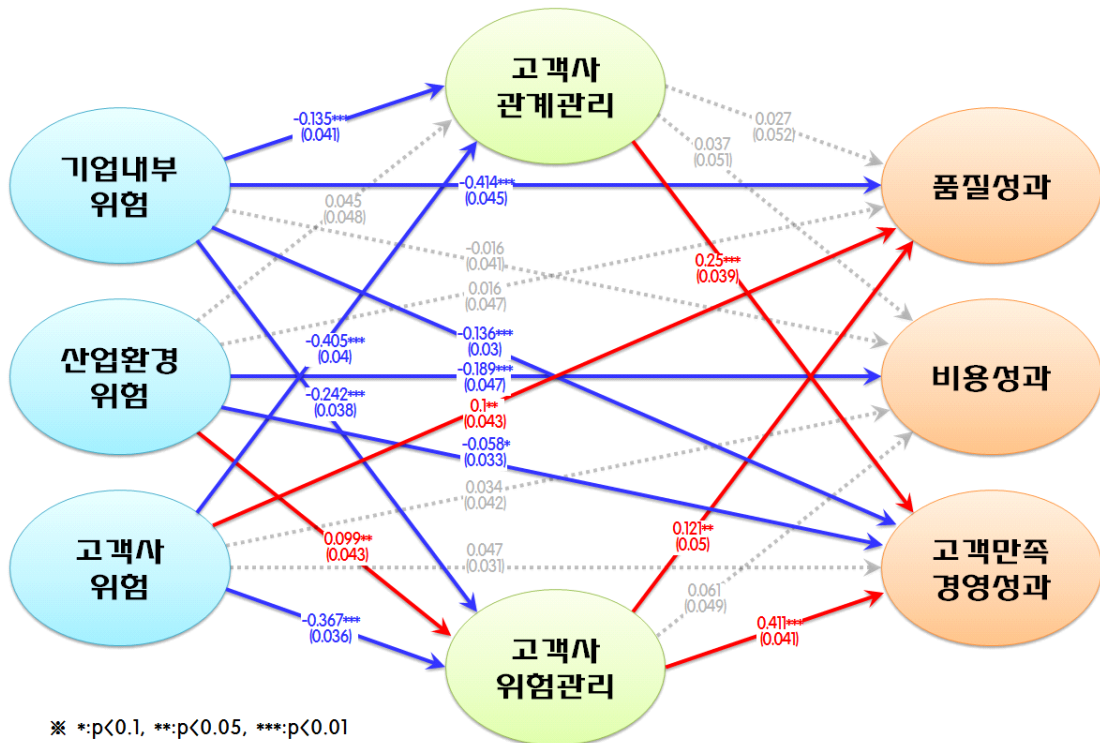 고객사
관계관리
-0.135***
(0.041)
0.027
(0.052)
0.037
(0.051)
기업내부
위험
-0.414***
(0.045)
품질성과
0.045
(0.048)
-0.016
(0.041)
0.25***
(0.039)
0.016
(0.047)
산업환경
위험
-0.405***
(0.04)
-0.136***
(0.03)
-0.189***
(0.047)
비용성과
-0.242***
(0.038)
0.1**
(0.043)
-0.058*
(0.033)
0.034
(0.042)
고객사
위험
0.099**
(0.043)
0.047
(0.031)
0.121**
(0.05)
고객만족
경영성과
0.061
(0.049)
-0.367***
(0.036)
0.411***
(0.041)
고객사
위험관리
※ *:p<0.1, **:p<0.05, ***:p<0.01